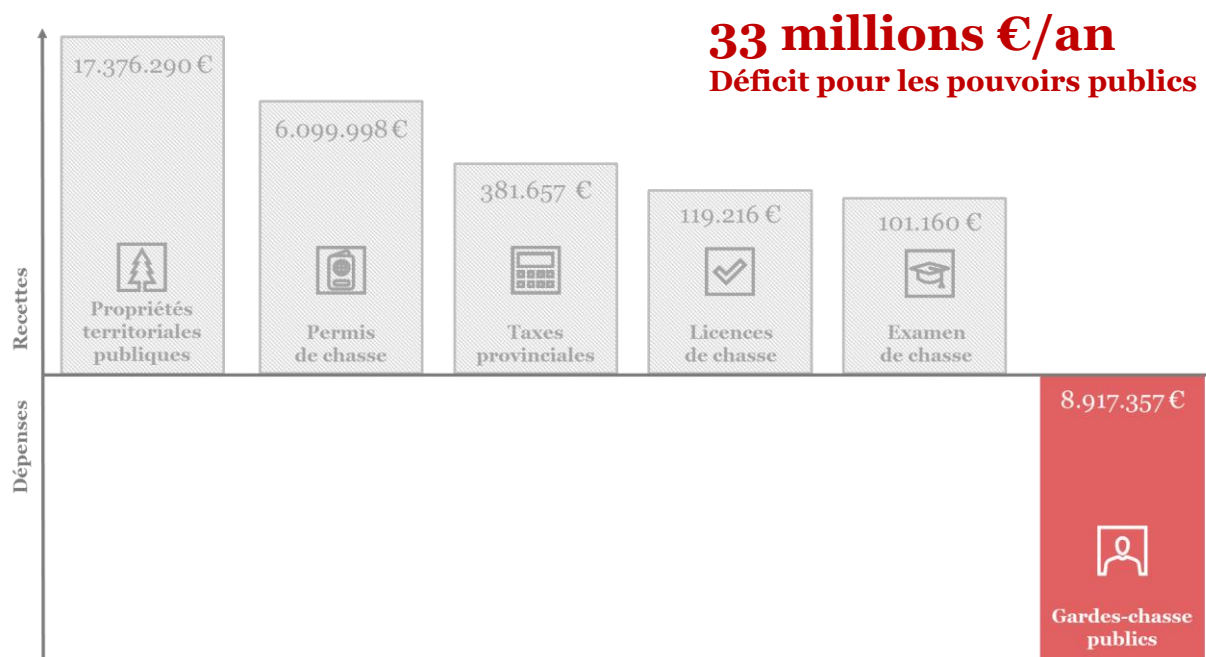 33 millions €/an
Déficit pour les pouvoirs publics
17.376.290 €
6.099.998 €
381.657 €
119.216 €
101.160 €
Propriétés
territoriales
publiques
Permis
de chasse
Taxes
provinciales
Licences
de chasse
Examen
de chasse
Recettes
Dépenses
8.917.357 €
Gardes-chasse
publics